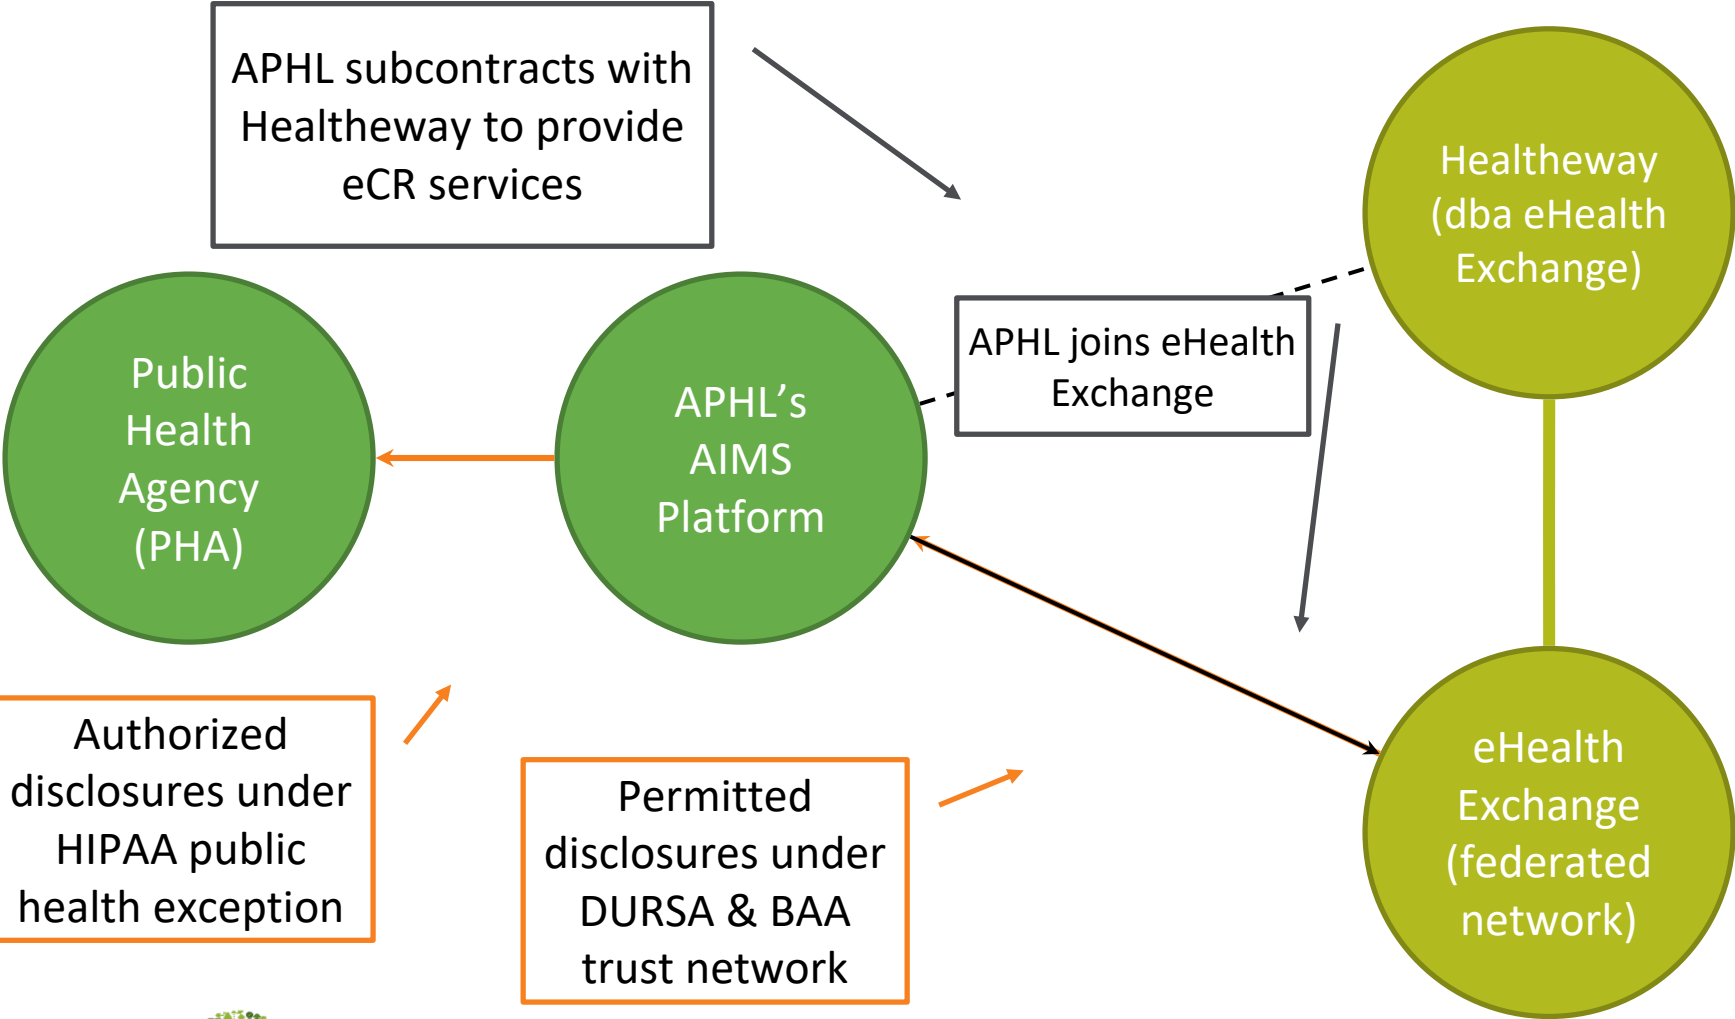 APHL subcontracts with
Healtheway to provide
eCR services
Healtheway
(dba eHealth
Exchange)
APHL joins eHealth
Exchange
Public
Health
Agency
(PHA)
APHL’s
AIMS
Platform
Authorized
disclosures under
HIPAA public
health exception
Permitted
disclosures under
DURSA & BAA
trust network
eHealth
Exchange
(federated
network)